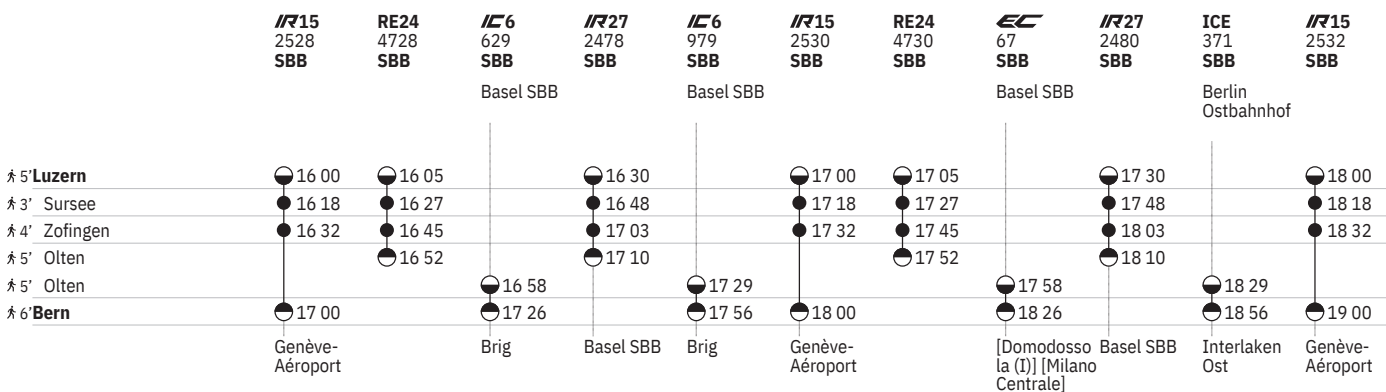 IR15 RE24 IC6 IR27 IC6 IR15 RE24 EC IR27 ICE IR15
2528 4728 629 2478 979 2530 4730 67 2480 371 2532
SBB SBB SBB SBB SBB SBB SBB SBB SBB SBB SBB
Basel SBB Basel SBB Basel SBB Berlin
Ostbahnhof
5' Luzern 16 00 16 05 16 30 17 00 17 05 17 30 18 00
3' Sursee 16 18 16 27 16 48 17 18 17 27 17 48 18 18
4' Zofingen 16 32 16 45 17 03 17 32 17 45 18 03 18 32
5' Olten 16 52 17 10 17 52 18 10
5' Olten 16 58 17 29 17 58 18 29
6' Bern 17 00 17 26 17 56 18 00 18 26 18 56 19 00
Genève- Brig Basel SBB Brig Genève- [Domodosso Basel SBB Interlaken Genève-
Aéroport Aéroport la (I)] [Milano Ost Aéroport
Centrale]